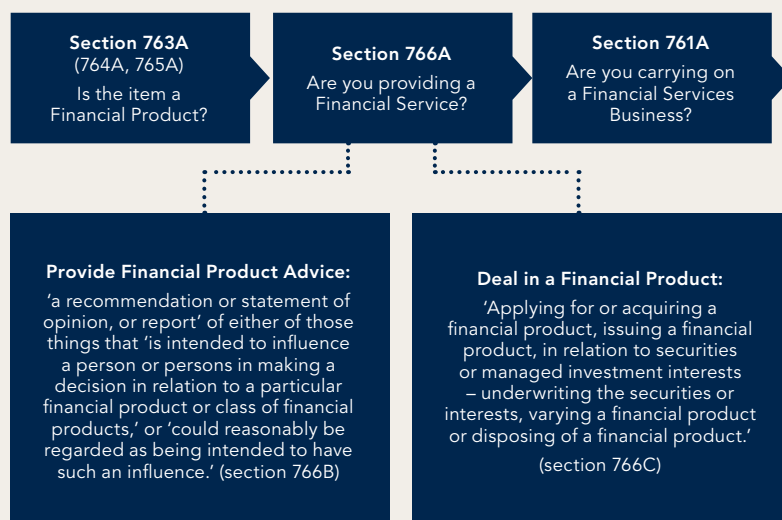 Section 763A
(764A, 765A)
Is the item a
Financial Product?
Section 766A
Are you providing a
Financial Service?
Section 761A
Are you carrying on
a Financial Services
Business?
Provide Financial Product Advice:
‘a recommendation or statement of
opinion, or report’ of either of those
things that ‘is intended to influence
a person or persons in making a
decision in relation to a particular
financial product or class of financial
products,’ or ‘could reasonably be
regarded as being intended to have
such an influence.’ (section 766B)
Deal in a Financial Product:
‘Applying for or acquiring a
financial product, issuing a financial
product, in relation to securities
or managed investment interests
– underwriting the securities or
interests, varying a financial product
or disposing of a financial product.’
(section 766C)